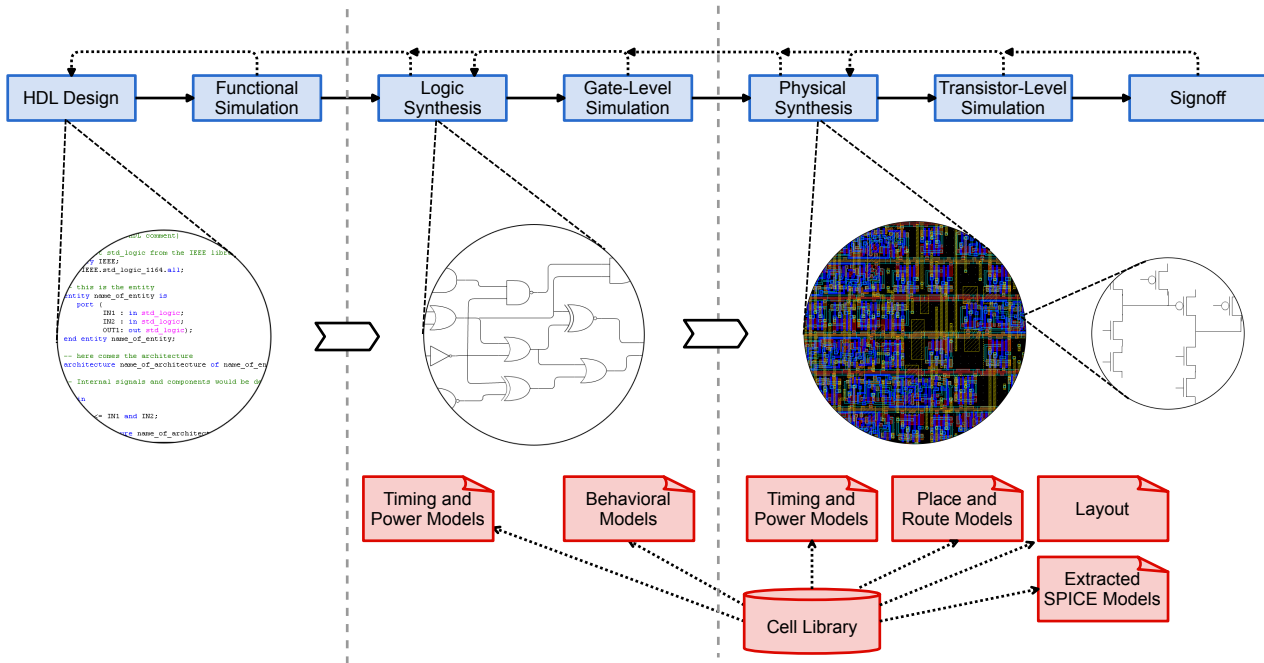 HDL Design
Functional
Simulation
Logic
Synthesis
Gate-Level
Simulation
Physical
Synthesis
Transistor-Level
Simulation
Signoff
comment)
std_logic from the IEEE
IEEE;
IEEE.std_logic_1164.all;
- this is the entity
entity name_of_entity is
port (
IN1 : in std_logic;
IN2 : in std_logic;
OUT1: out std_logic);
end entity name_of_entity;
-- here comes the architecture
architecture name_of_architecture of
- Internal signals and components would be
<= IN1 and IN2;
Timing and
Power Models
Behavioral
Models
Timing and
Power Models
Place and
Route Models
Layout
Extracted
SPICE Models
Cell Library